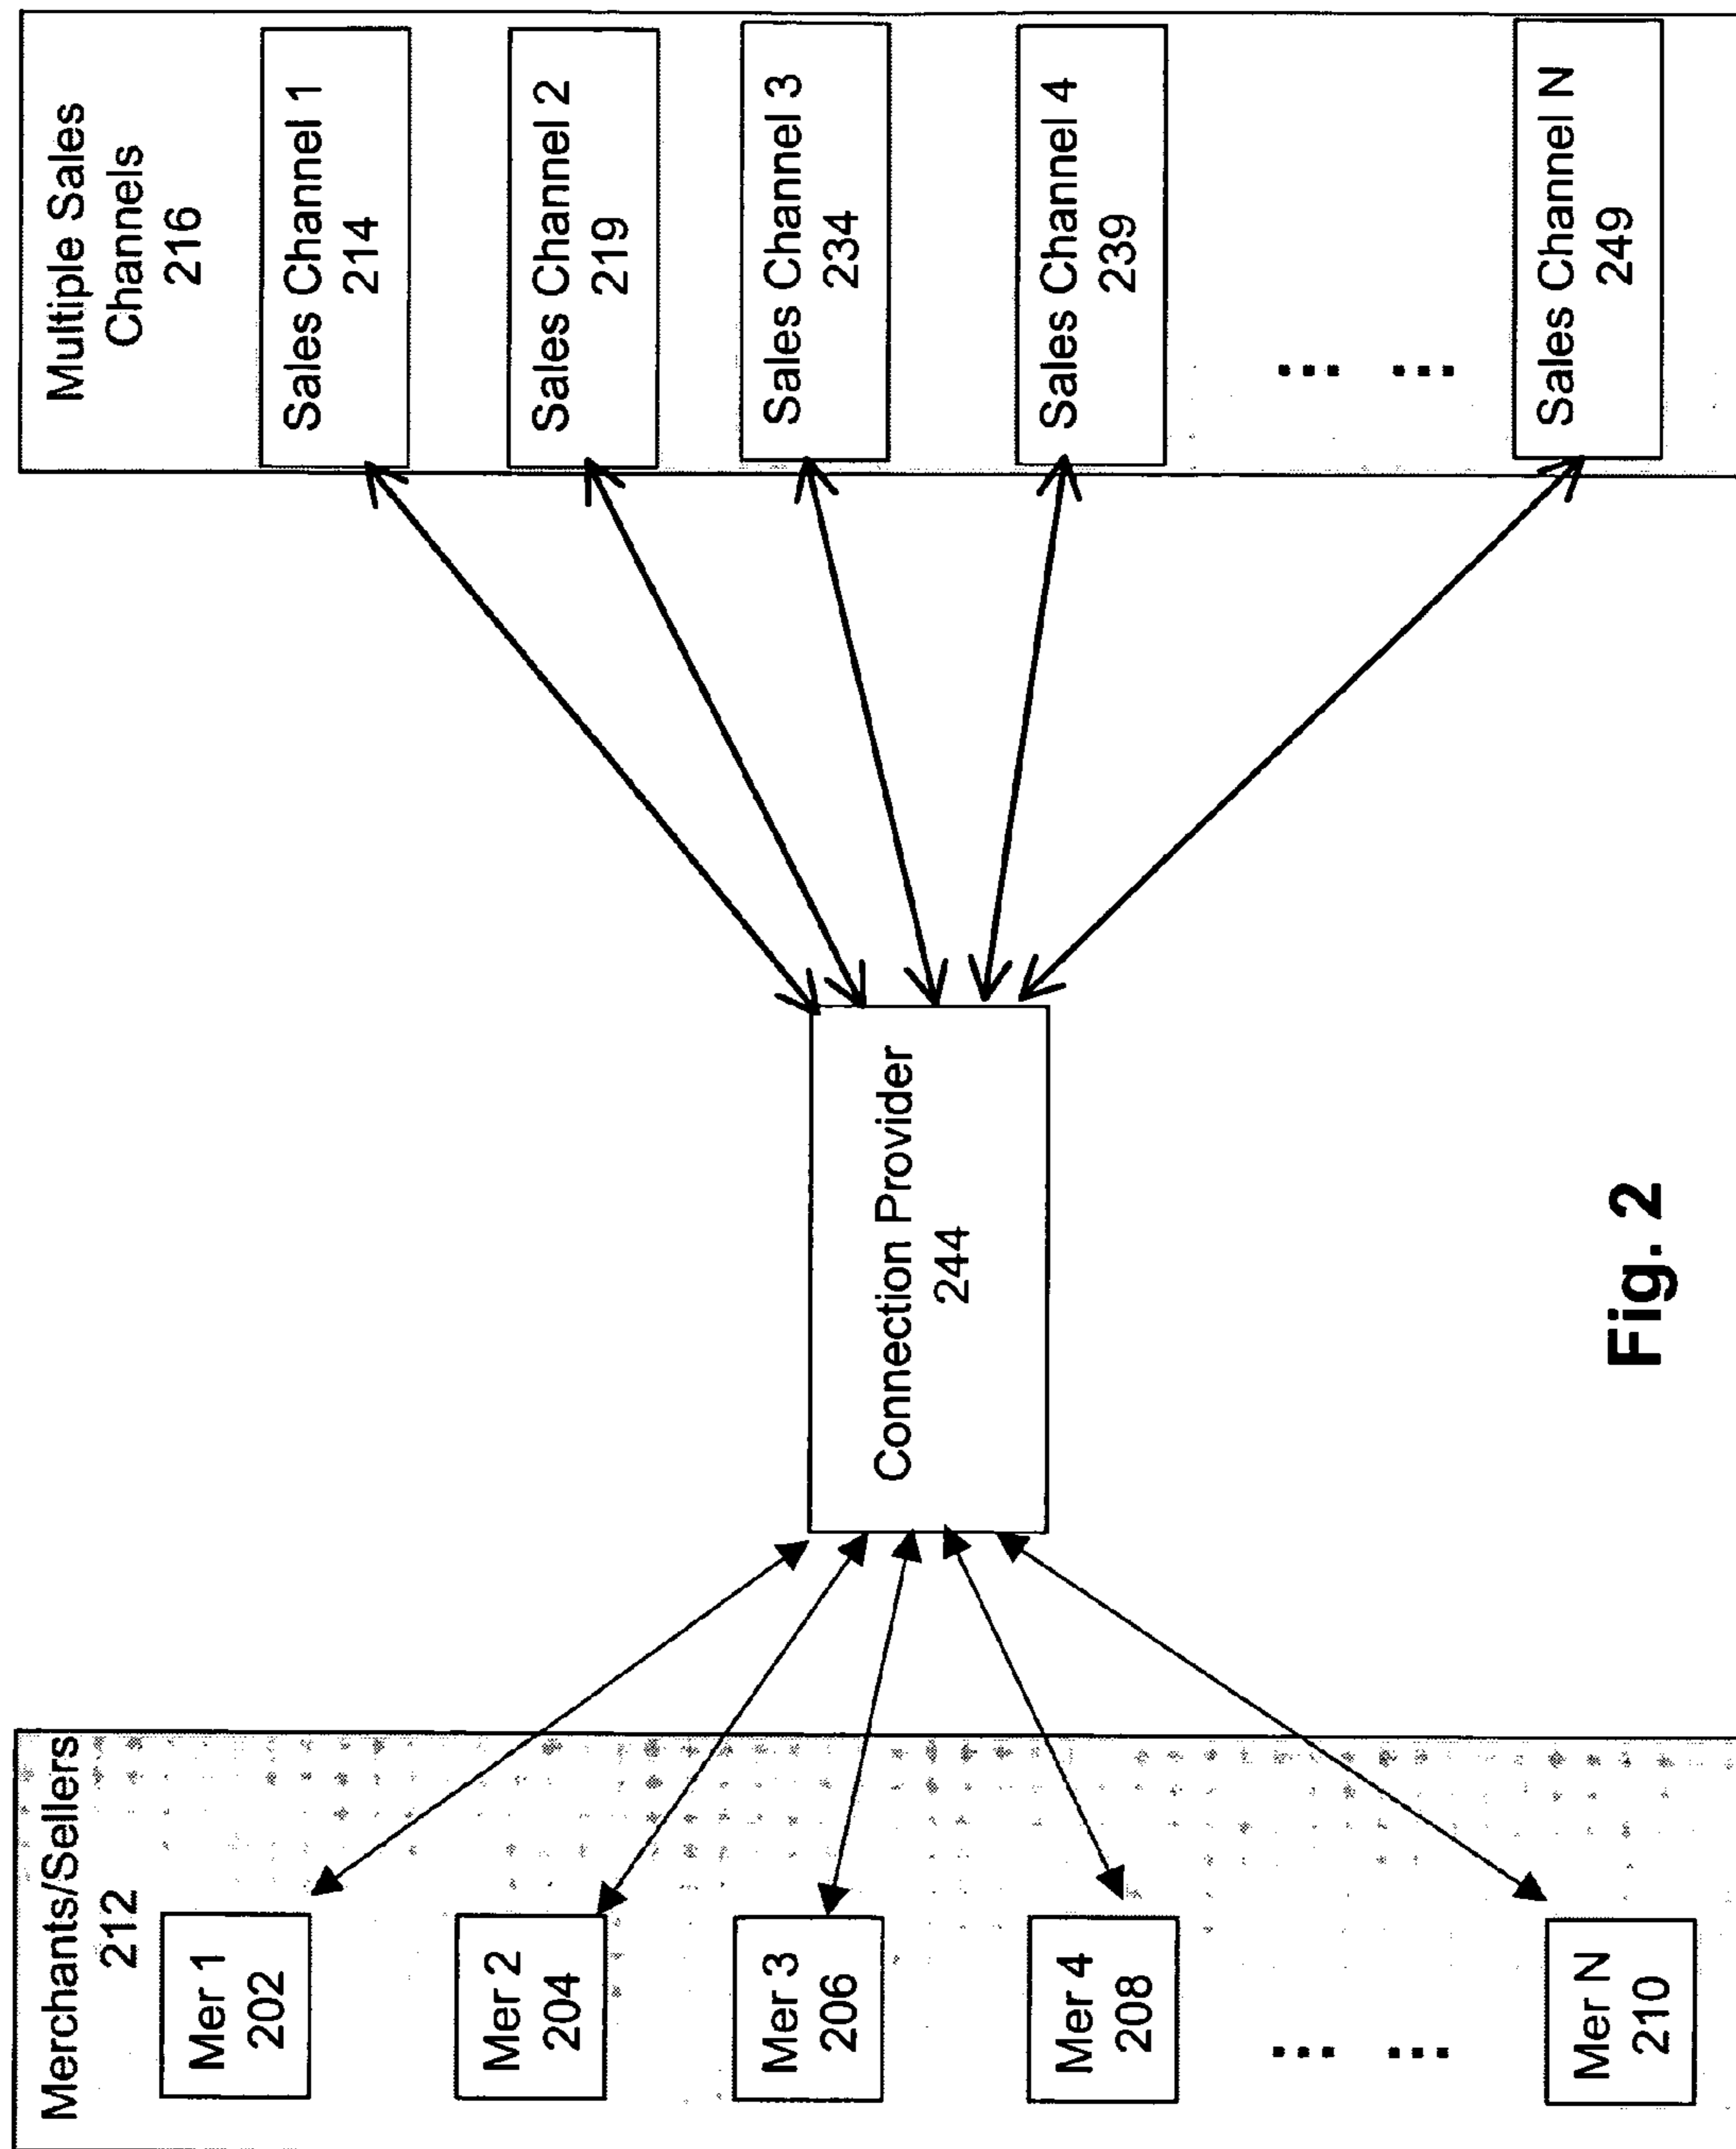 Merchants/Sellers
212
Mer 1
202
Mer 2
204
Mer 3
206
Mer 4
208
... ...
Mer N
210
Connection Provider
244
Multiple Sales
Channels
216
Sales Channel 1
214
Sales Channel 2
219
Sales Channel 3
234
Sales Channel 4
239
... ...
Sales Channel N
249
Fig. 2